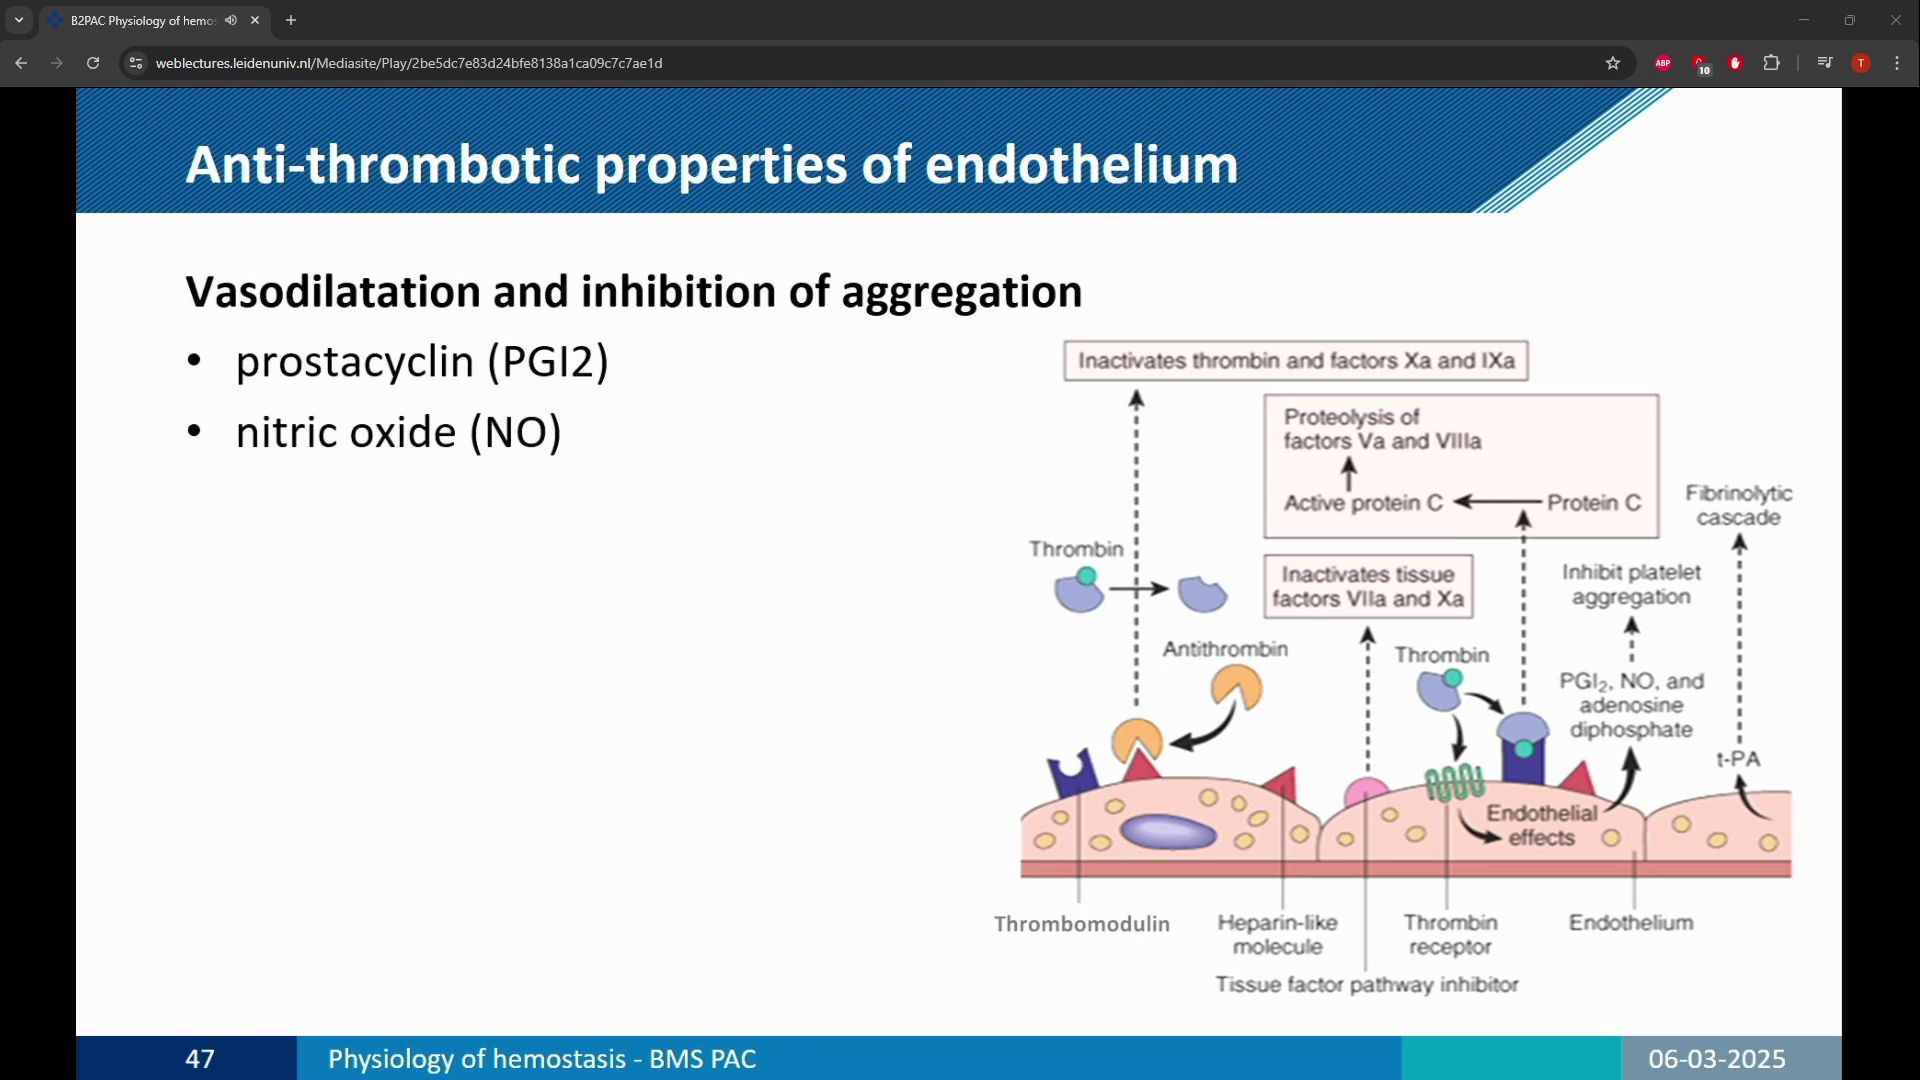 B2PAC Physiology of hemos
weblectures.leidenuniv.nl/Mediasite/Play/2be5dc7e83d24bfe8138a1ca09c7c7ae1d
ABP
10
T
Anti-thrombotic properties of endothelium
Vasodilatation and inhibition of aggregation
• prostacyclin (PGI2)
• nitric oxide (NO)
Inactivates thrombin and factors Xa and IXa
Proteolysis of
factors Va and VIIIa
Active protein C
Protein C
Fibrinolytic
cascade
Thrombin
Inactivates tissue
factors VIIa and Xa
Inhibit platelet
aggregation
Antithrombin
Thrombin
PGI₂, NO, and
adenosine
diphosphate
t-PA
Endothelial
effects
Thrombomodulin
Heparin-like
molecule
Thrombin
receptor
Endothelium
Tissue factor pathway inhibitor
47
Physiology of hemostasis - BMS PAC
06-03-2025